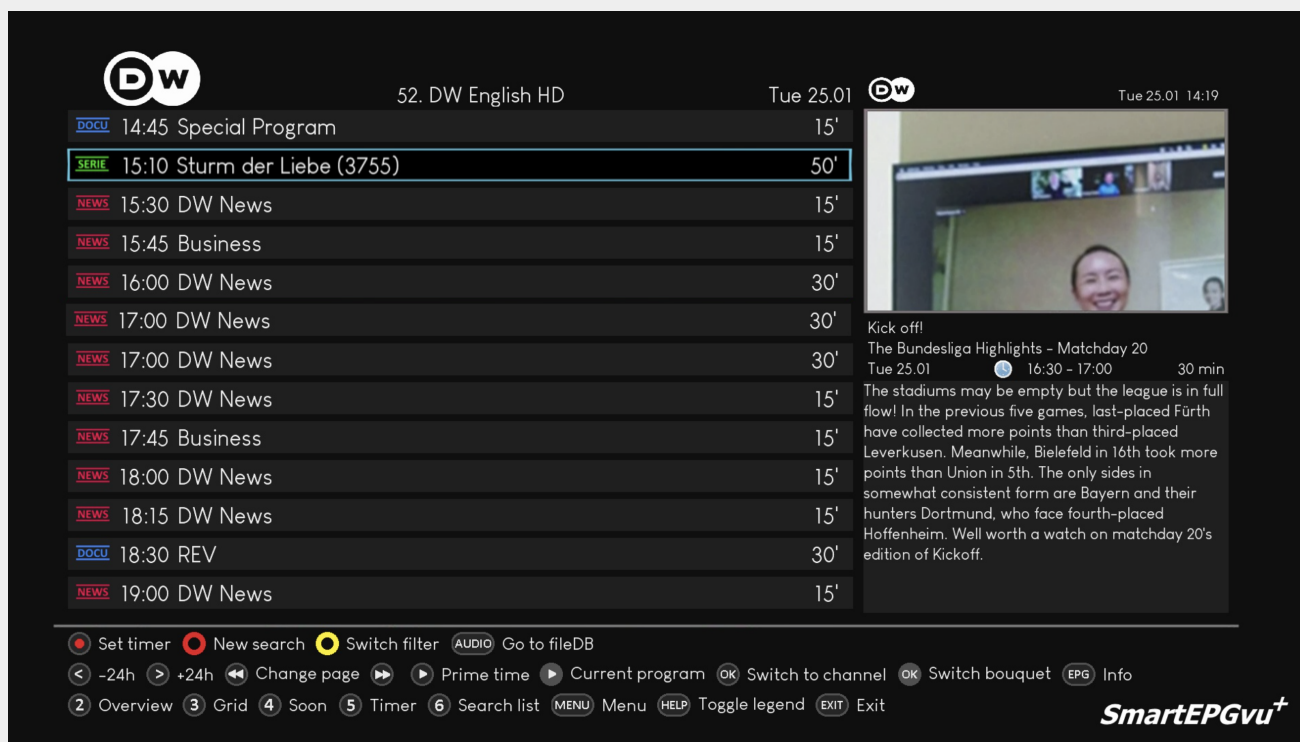 DW
52. DW English HD Tue 25.01
DOCU 14:45 Special Program 15'
SERIE 15:10 Sturm der Liebe (3755) 50'
NEWS 15:30 DW News 15'
NEWS 15:45 Business 15'
NEWS 16:00 DW News 30'
NEWS 17:00 DW News 30'
NEWS 17:00 DW News 30'
NEWS 17:30 DW News 15'
NEWS 17:45 Business 15'
NEWS 18:00 DW News 15'
NEWS 18:15 DW News 15'
DOCU 18:30 REV 30'
NEWS 19:00 DW News 15'
DW Tue 25.01 14:19
Kick off!
The Bundesliga Highlights - Matchday 20
Tue 25.01 16:30 - 17:00 30 min
The stadiums may be empty but the league is in full
flow! In the previous five games, last-placed Fürth
have collected more points than third-placed
Leverkusen. Meanwhile, Bielefeld in 16th took more
points than Union in 5th. The only sides in
somewhat consistent form are Bayern and their
hunters Dortmund, who face fourth-placed
Hoffenheim. Well worth a watch on matchday 20's
edition of Kickoff.
Set timer New search Switch filter AUDIO Go to fileDB
< -24h > +24h Change page Prime time Current program OK Switch to channel OK Switch bouquet EPG Info
2 Overview 3 Grid 4 Soon 5 Timer 6 Search list MENU Menu HELP Toggle legend EXIT Exit
SmartEPGvu+